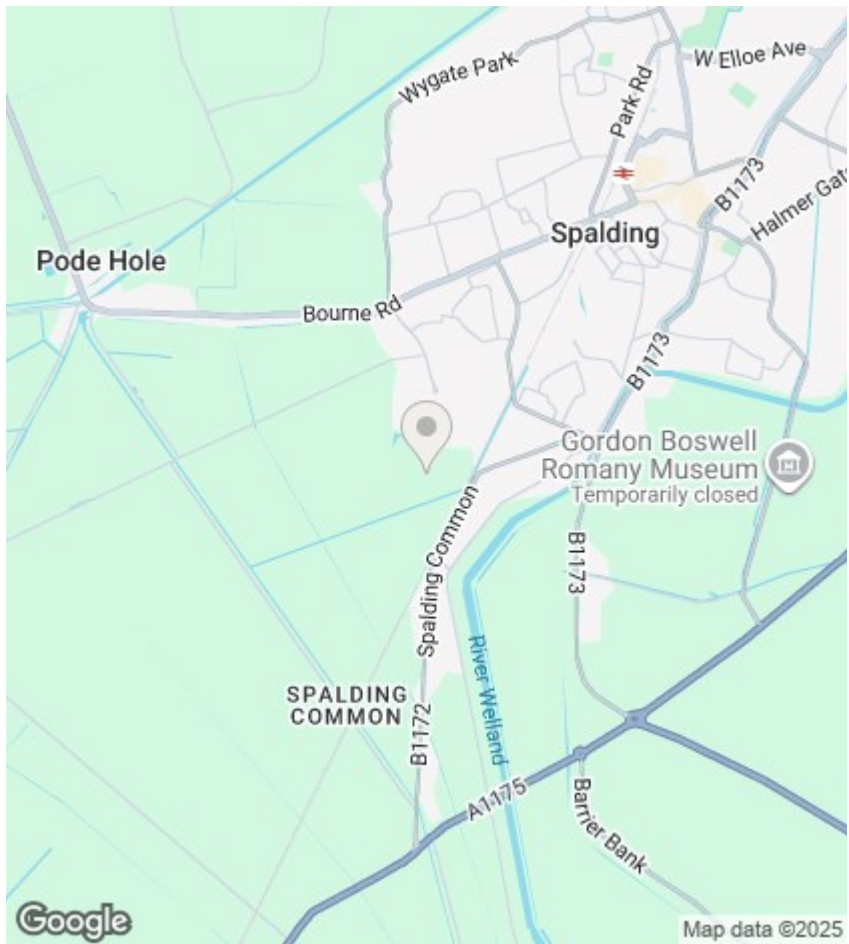 Wygate Park
W Elloe Ave
Park Rd
B1173
Halmer Gate
Spalding
Pode Hole
Bourne Rd
B1173
Gordon Boswell
Romany Museum
Temporarily closed
Spalding Common
B1173
River Welland
SPALDING
COMMON
B1172
A1175
Barrier Bank
Google
Map data ©2025